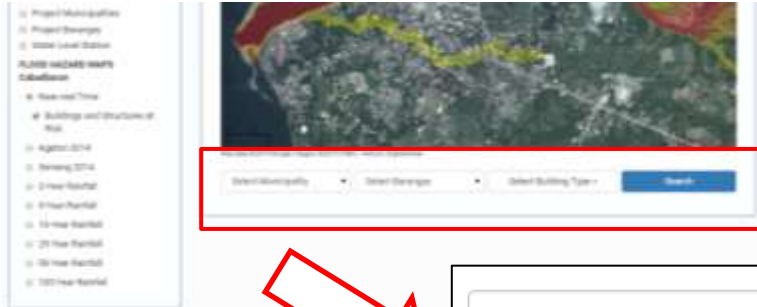 Project Municipalities
Project Barangay
Water Level Station
FLOOD HAZARD MAPS
Cabadbaran
Near-real Time
Buildings and Structures at
Risk
Agaton 2014
Seniang 2014
2-Year Rainfall
5-Year Rainfall
10-Year Rainfall
25-Year Rainfall
50-Year Rainfall
100-Year Rainfall
Select Municipality
Select Barangay
Select Building Type
Search